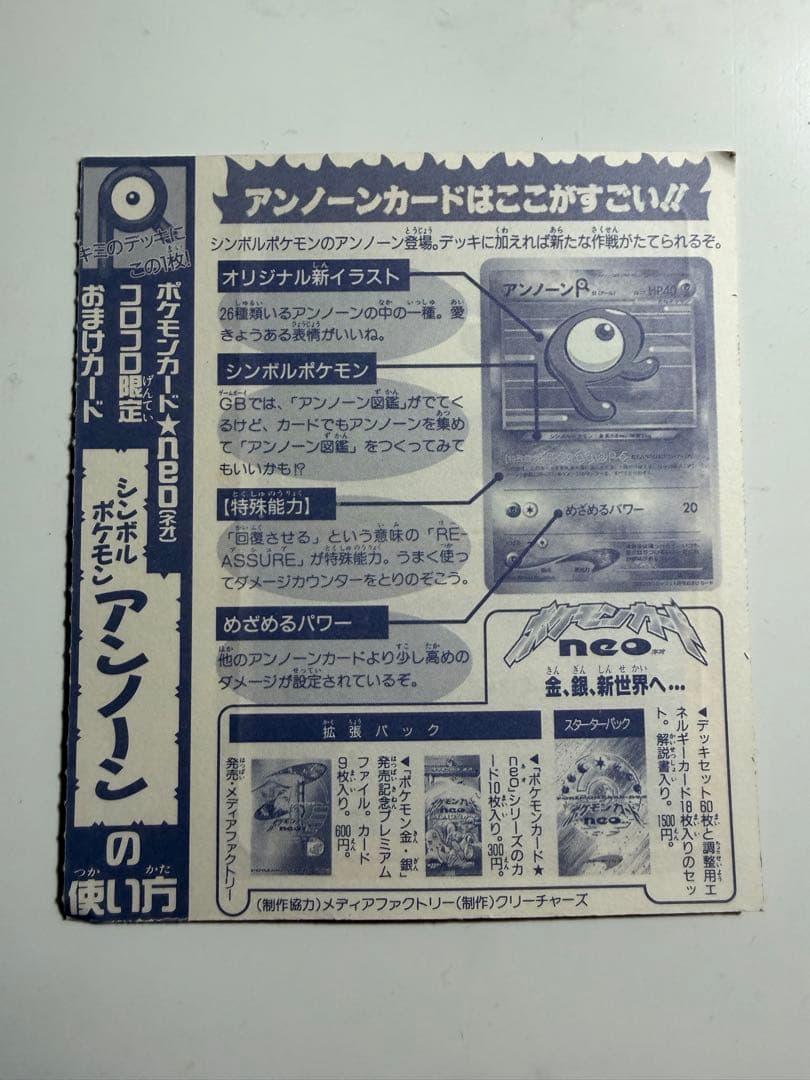 キミのデッキに
この1枚!
ポケモンカード★neo(ネオ)
コロコロ限定
おまけカード
シンボル
ポケモン
アンノーン
の
使い方
アンノーンカードはここがすごい!!
シンボルポケモンのアンノーン登場。デッキに加えれば新たな作戦がたてられるぞ。
オリジナル新イラスト
26種類いるアンノーンの中の一種。愛
きょうある表情がいいね。
シンボルポケモン
GBでは、「アンノーン図鑑」がでてく
るけど、カードでもアンノーンを集め
て「アンノーン図鑑」をつくってみて
もいいかも!?
【特殊能力】
「回復させる」という意味の「RE-
ASSURE」が特殊能力。うまく使っ
てダメージカウンターをとりのぞこう。
めざめるパワー
他のアンノーンカードより少し高めの
ダメージが設定されているぞ。
アンノーンR
HP40
めざめるパワー 20
ポケモンカード
neo
金、銀、新世界へ…
スターターパック
◀デッキセット60枚と調整用エ
ネルギーカード18枚入りのセッ
ト。解説書入り。1500円。
拡張パック
◀「ポケモンカード★
neo」シリーズのカ
ード10枚入り。300円。
◀「ポケモン金・銀」
発売記念プレミアム
ファイル。カード
9枚入り。600円。
発売・メディアファクトリー
(制作協力)メディアファクトリー(制作)クリーチャーズ